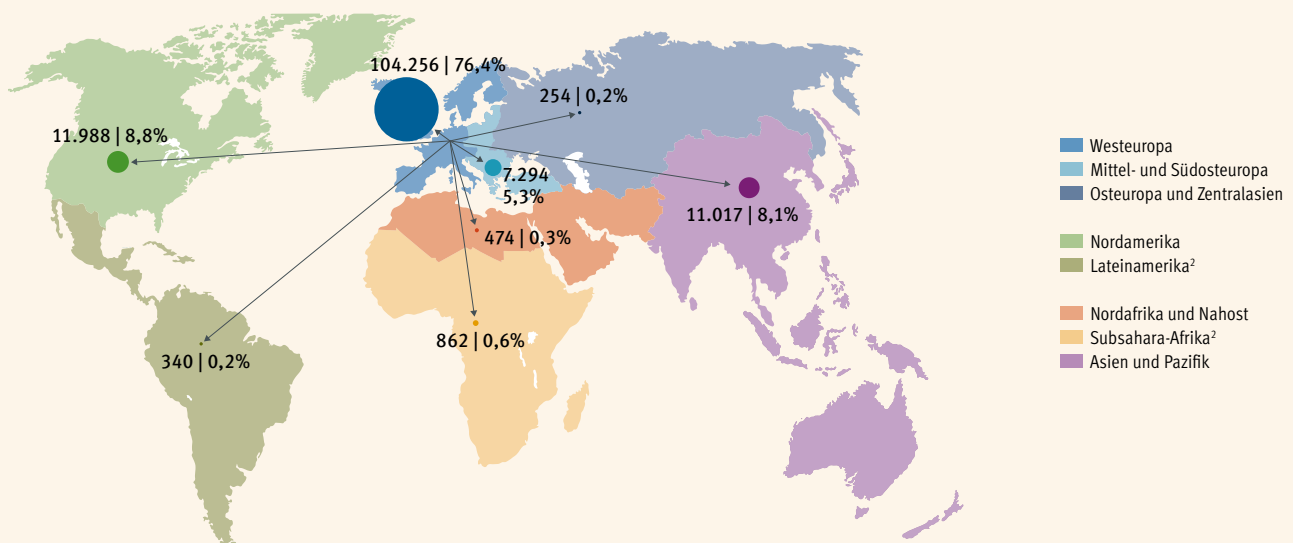 104.256 | 76,4%
254 | 0,2%
11.988 | 8,8%
7.294
5,3%
11.017 | 8,1%
474 | 0,3%
862 | 0,6%
340 | 0,2%
Westeuropa
Mittel- und Südosteuropa
Osteuropa und Zentralasien
Nordamerika
Lateinamerika²
Nordafrika und Nahost
Subsahara-Afrika²
Asien und Pazifik